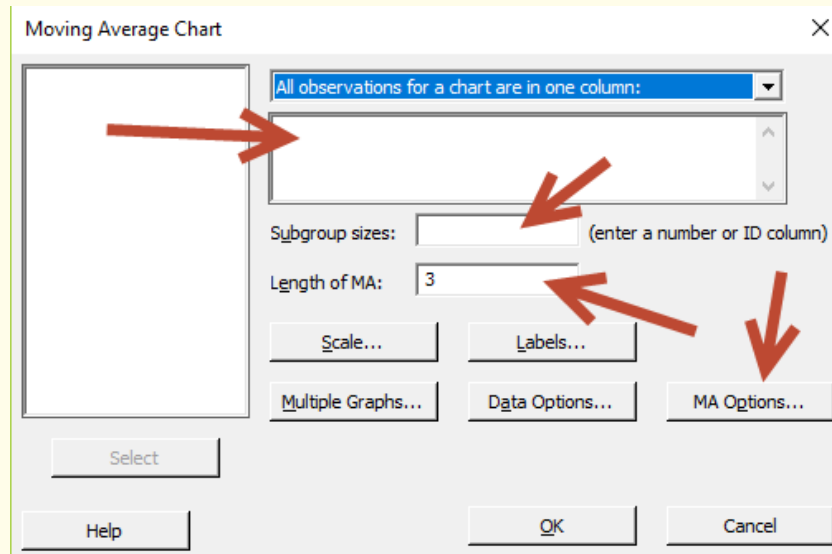 Moving Average Chart
All observations for a chart are in one column:
Subgroup sizes: (enter a number or ID column)
Length of MA: 3
Scale... Labels...
Multiple Graphs... Data Options... MA Options...
Select
Help OK Cancel